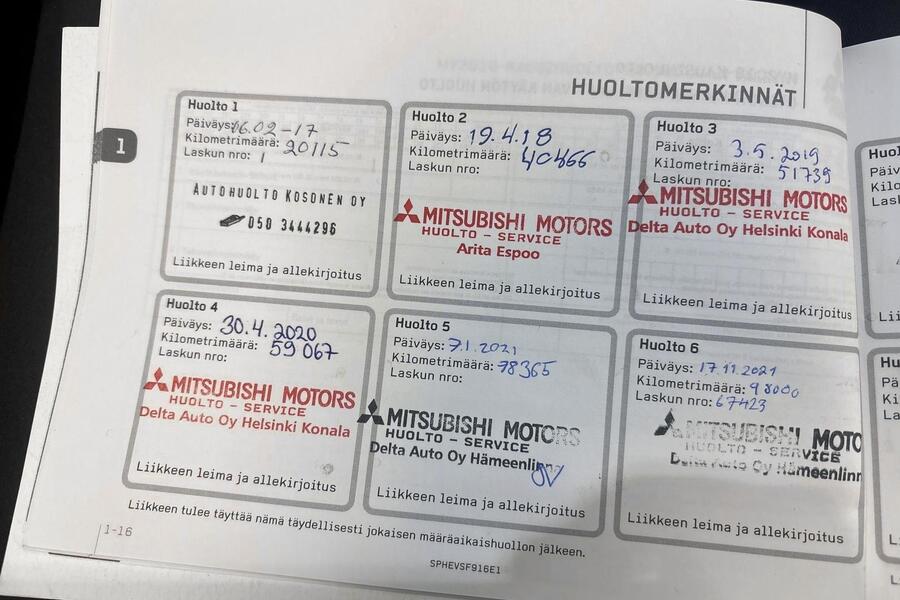 HUOLTOMERKINNÄT
1
Huolto 1
Päiväys: 16.02-17
Kilometrimäärä: 20115
Laskun nro: 1
AUTOHUOLTO KOSONEN OY
050 3444296
Liikkeen leima ja allekirjoitus
Huolto 2
Päiväys: 19.4.18
Kilometrimäärä: 40466
Laskun nro:
MITSUBISHI MOTORS
HUOLTO - SERVICE
Arita Espoo
Liikkeen leima ja allekirjoitus
Huolto 3
Päiväys: 3.5.2019
Kilometrimäärä: 51739
Laskun nro:
MITSUBISHI MOTORS
HUOLTO - SERVICE
Delta Auto Oy Helsinki Konala
Liikkeen leima ja allekirjoitus
Huolto 4
Päiväys: 30.4.2020
Kilometrimäärä: 59067
Laskun nro:
MITSUBISHI MOTORS
HUOLTO - SERVICE
Delta Auto Oy Helsinki Konala
Liikkeen leima ja allekirjoitus
Huolto 5
Päiväys: 7.1.2021
Kilometrimäärä: 78365
Laskun nro:
MITSUBISHI MOTORS
HUOLTO - SERVICE
Delta Auto Oy Hämeenlinn
Liikkeen leima ja allekirjoitus
Huolto 6
Päiväys: 17.11.2021
Kilometrimäärä: 98000
Laskun nro: 67423
MITSUBISHI MOTO
HUOLTO - SERVICE
Delta Auto Oy Hämeenlinn
Liikkeen leima ja allekirjoitus
Liikkeen tulee täyttää nämä täydellisesti jokaisen määräaikaishuollon jälkeen.
1-16
SPHEVSF916E1